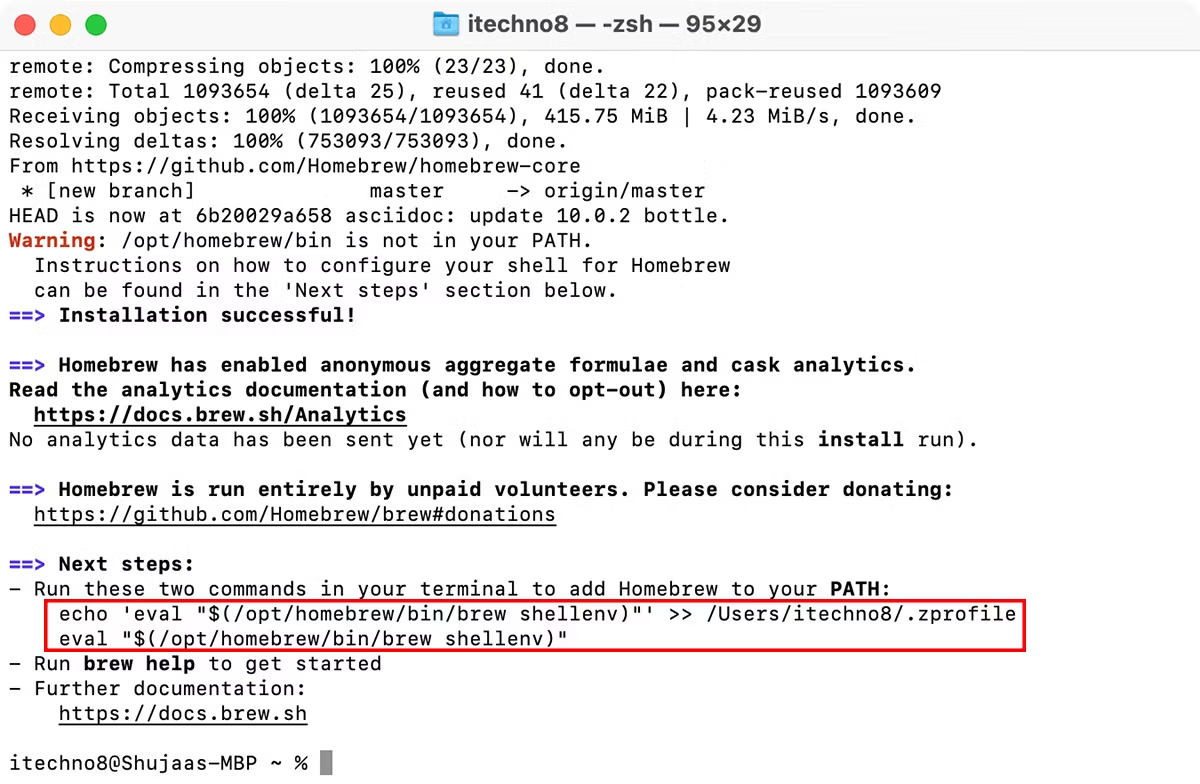 itechno8 — -zsh — 95×29
remote: Compressing objects: 100% (23/23), done.
remote: Total 1093654 (delta 25), reused 41 (delta 22), pack-reused 1093609
Receiving objects: 100% (1093654/1093654), 415.75 MiB | 4.23 MiB/s, done.
Resolving deltas: 100% (753093/753093), done.
From https://github.com/Homebrew/homebrew-core
 * [new branch]              master     -> origin/master
HEAD is now at 6b20029a658 asciidoc: update 10.0.2 bottle.
Warning: /opt/homebrew/bin is not in your PATH.
  Instructions on how to configure your shell for Homebrew
  can be found in the 'Next steps' section below.
==> Installation successful!
==> Homebrew has enabled anonymous aggregate formulae and cask analytics.
Read the analytics documentation (and how to opt-out) here:
  https://docs.brew.sh/Analytics
No analytics data has been sent yet (nor will any be during this install run).
==> Homebrew is run entirely by unpaid volunteers. Please consider donating:
  https://github.com/Homebrew/brew#donations
==> Next steps:
- Run these two commands in your terminal to add Homebrew to your PATH:
    echo 'eval "$(/opt/homebrew/bin/brew shellenv)"' >> /Users/itechno8/.zprofile
    eval "$(/opt/homebrew/bin/brew shellenv)"
- Run brew help to get started
- Further documentation:
    https://docs.brew.sh
itechno8@Shujaas-MBP ~ %